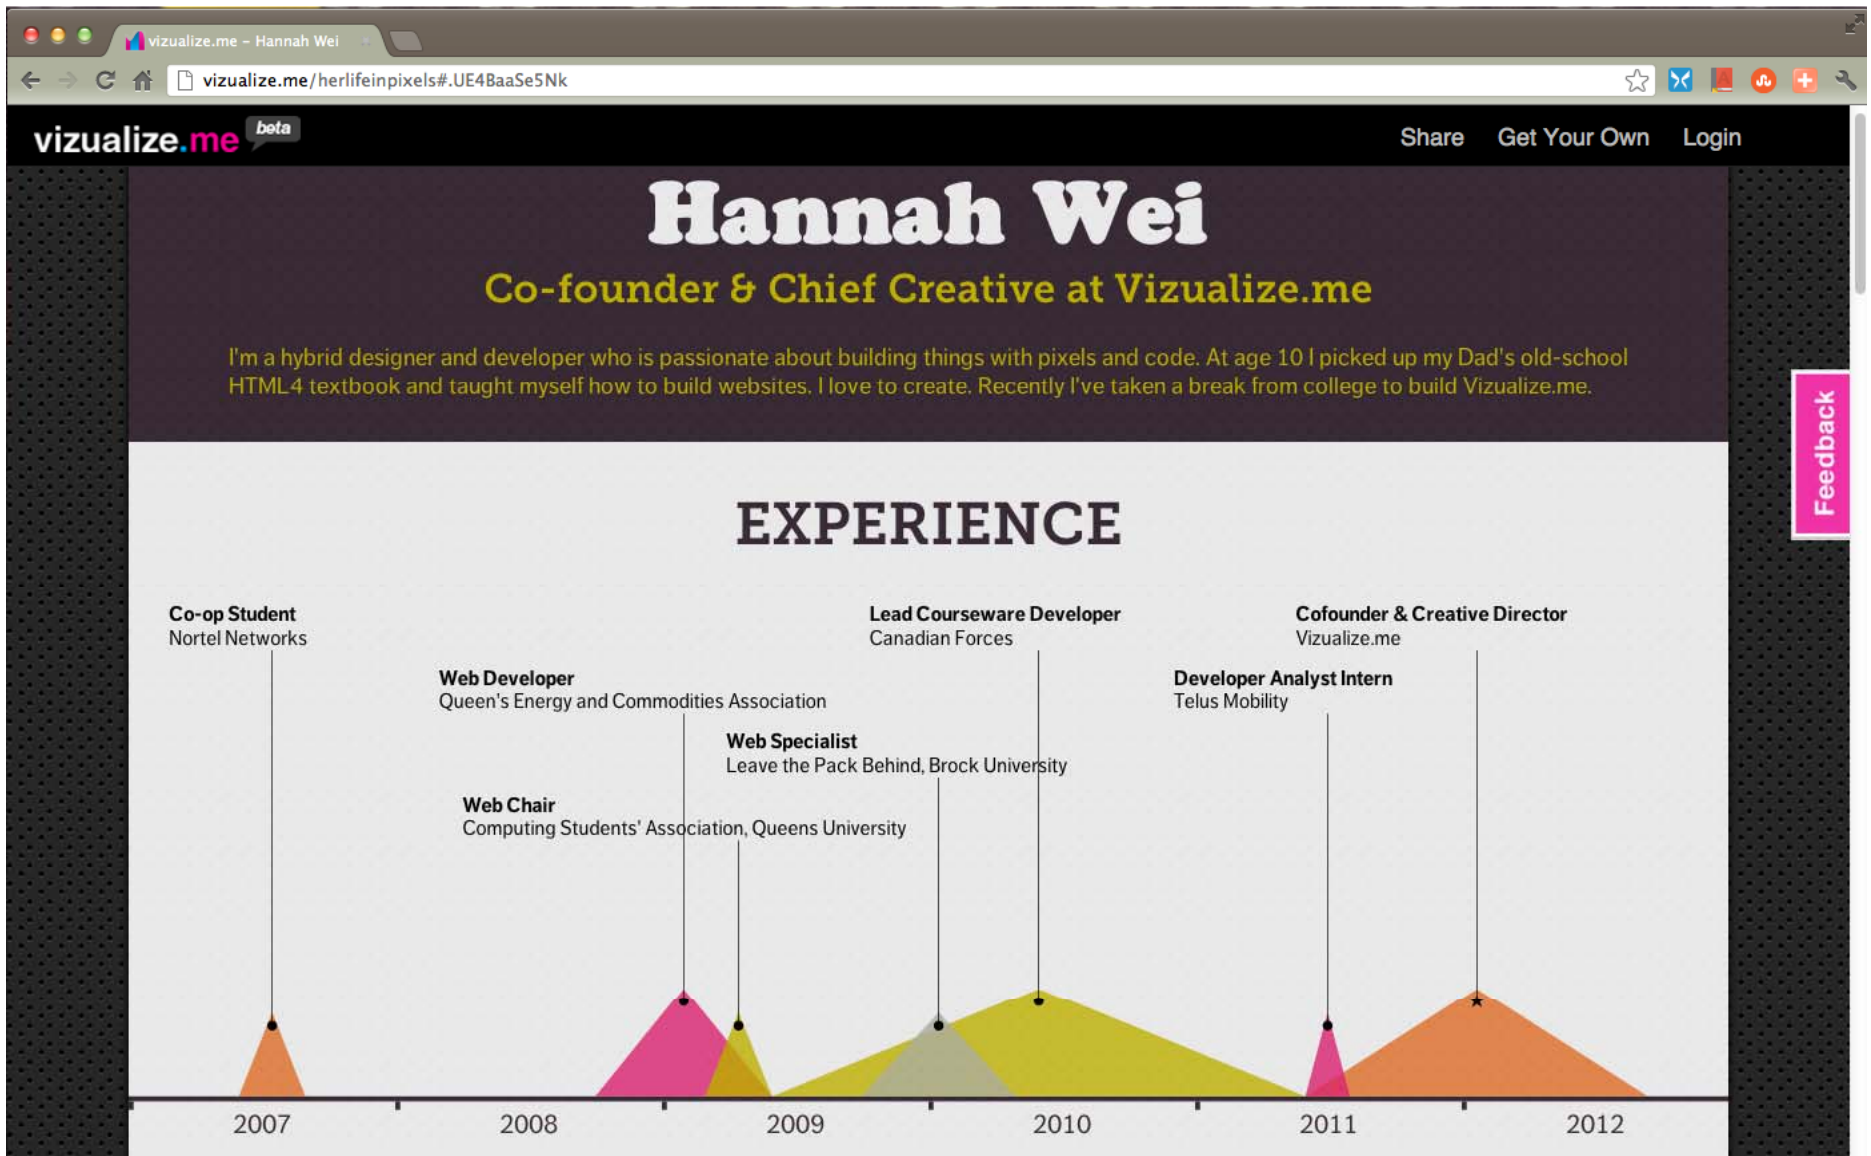 vizualize.me – Hannah Wei
vizualize.me/herlifeinpixels#.UE4BaaSe5Nk
vizualize.me beta
Share Get Your Own Login
Hannah Wei
Co-founder & Chief Creative at Vizualize.me
I'm a hybrid designer and developer who is passionate about building things with pixels and code. At age 10 I picked up my Dad's old-school
HTML4 textbook and taught myself how to build websites. I love to create. Recently I've taken a break from college to build Vizualize.me.
Feedback
EXPERIENCE
Co-op Student
Nortel Networks
Lead Courseware Developer
Canadian Forces
Cofounder & Creative Director
Vizualize.me
Web Developer
Queen's Energy and Commodities Association
Developer Analyst Intern
Telus Mobility
Web Specialist
Leave the Pack Behind, Brock University
Web Chair
Computing Students' Association, Queens University
2007 2008 2009 2010 2011 2012